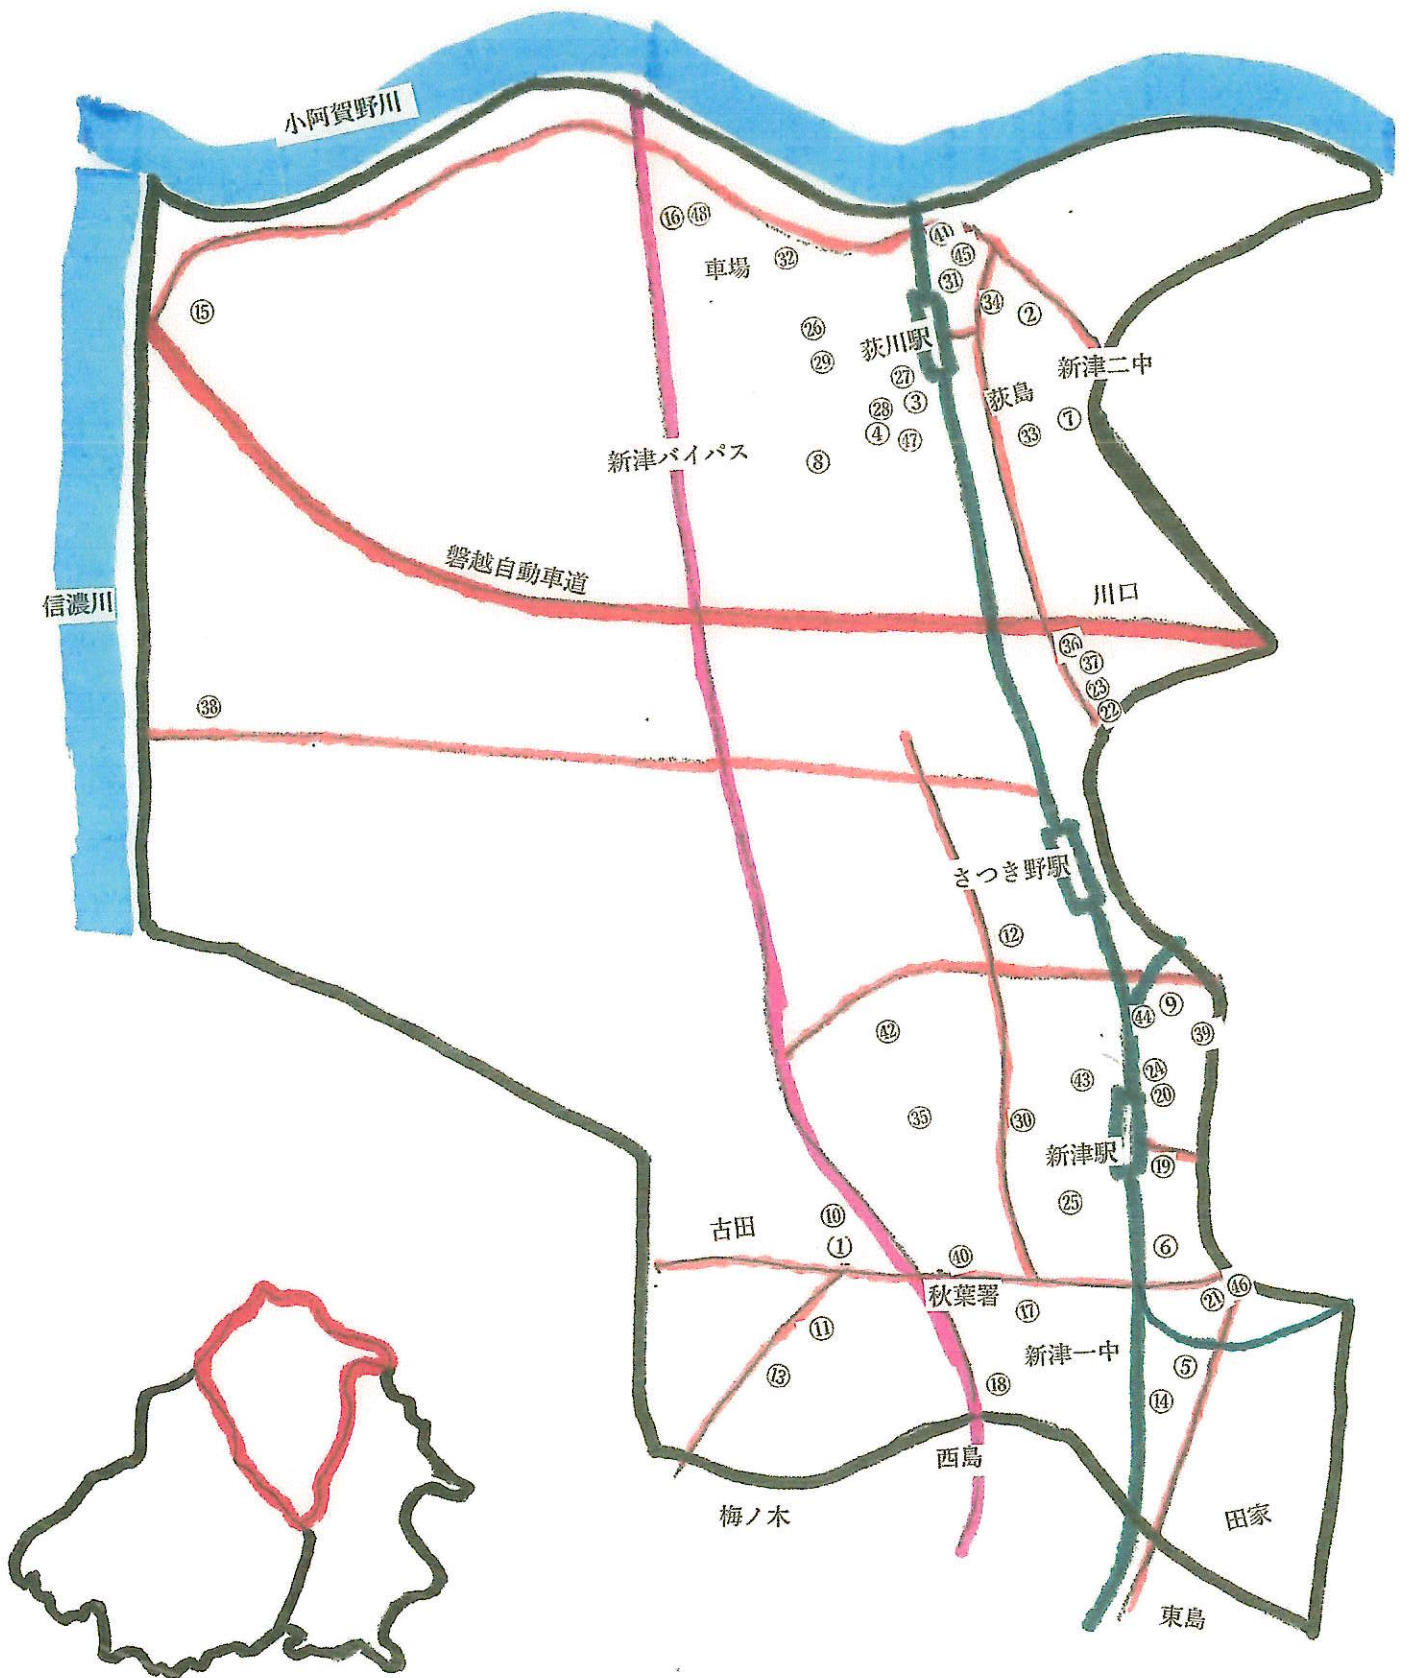 小阿賀野川
⑯ ㊽
車場
㉜
㊶
㊺
㉛
㉞
②
⑮
㉖
㉙
荻川駅
新津二中
㉗
③
㉘
④
㊼
荻島
㉝
⑦
新津バイパス
⑧
磐越自動車道
信濃川
川口
㊱
㊲
㉓
㉒
㊳
さつき野駅
⑫
⑨
㊹
㊴
㊷
㊸
㉔
⑳
㉟
㉚
新津駅
⑲
㉕
⑩
古田
①
㊵
⑥
秋葉署
⑰
㉑
㊻
⑪
新津一中
⑤
⑬
⑱
⑭
西島
梅ノ木
田家
東島